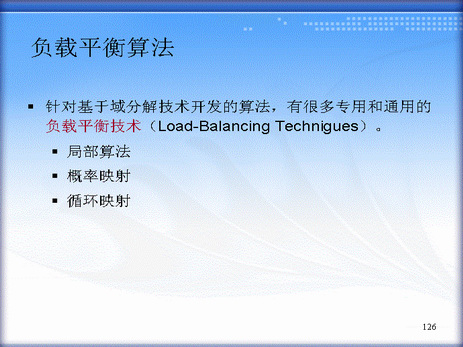 负载平衡算法
针对基于域分解技术开发的算法，有很多专用和通用的
负载平衡技术（Load-Balancing Technigues）。
局部算法
概率映射
循环映射
126